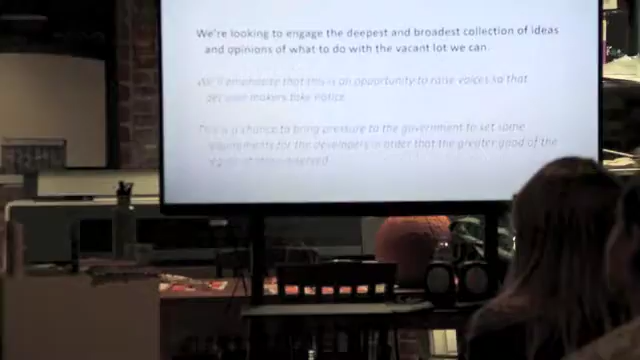 We're looking to engage the deepest and broadest collection of ideas
and opinions of what to do with the vacant lot we can.
We'll emphasize that this is an opportunity to raise voices so that
decision makers take notice.
This is a chance to bring pressure to the government to set some
requirements for the developers in order that the greater good of the